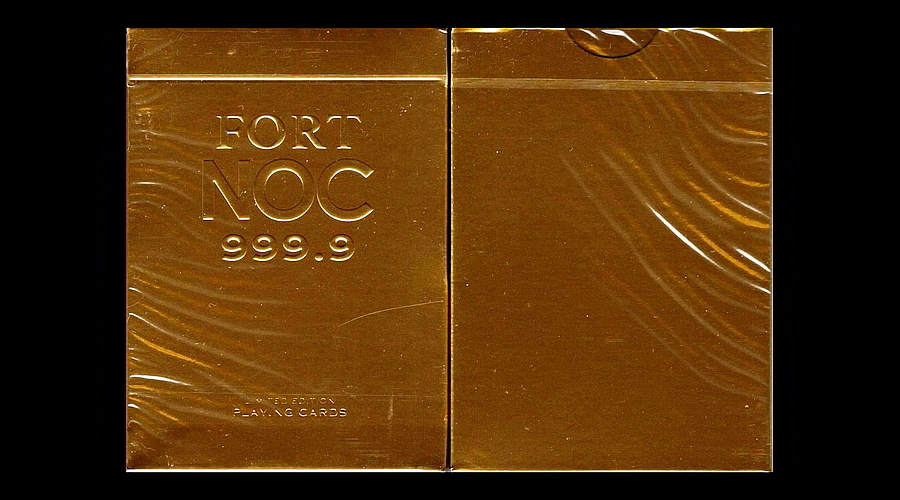 FORT
NOC
999.9
LIMITED EDITION
PLAYING CARDS